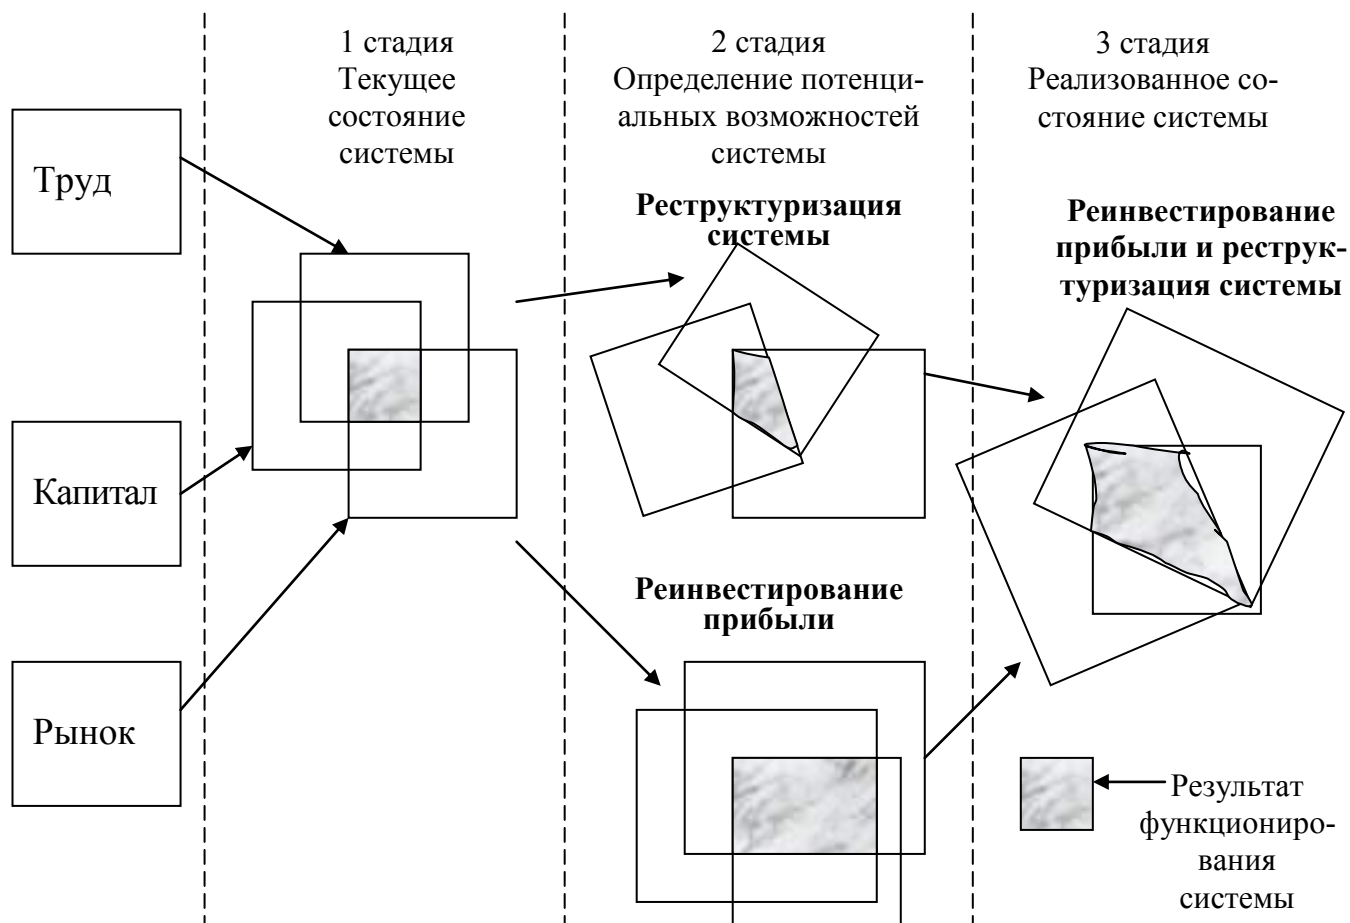 1 стадия
Текущее
состояние
системы
2 стадия
Определение потенци-
альных возможностей
системы
3 стадия
Реализованное со-
стояние системы
Труд
Капитал
Рынок
Реструктуризация
системы
Реинвестирование
прибыли
Реинвестирование
прибыли и реструк-
туризация системы
Результат
функциониро-
вания
системы